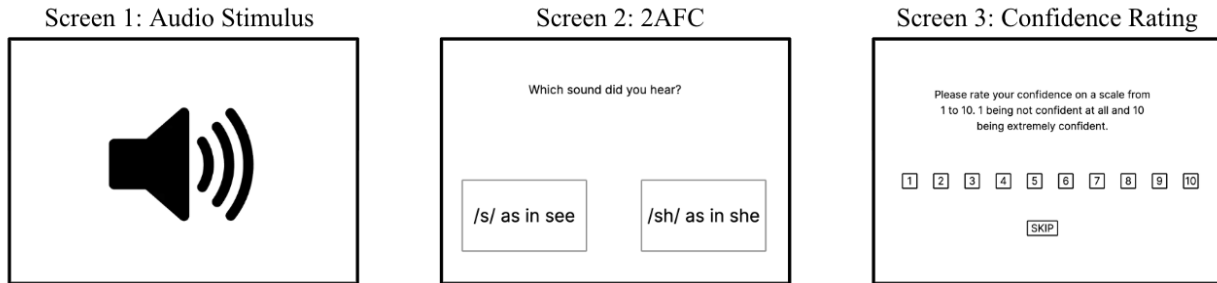 Screen 1: Audio Stimulus
Screen 2: 2AFC
Which sound did you hear?
/s/ as in see
/sh/ as in she
Screen 3: Confidence Rating
Please rate your confidence on a scale from
1 to 10. 1 being not confident at all and 10
being extremely confident.
1 2 3 4 5 6 7 8 9 10
SKIP